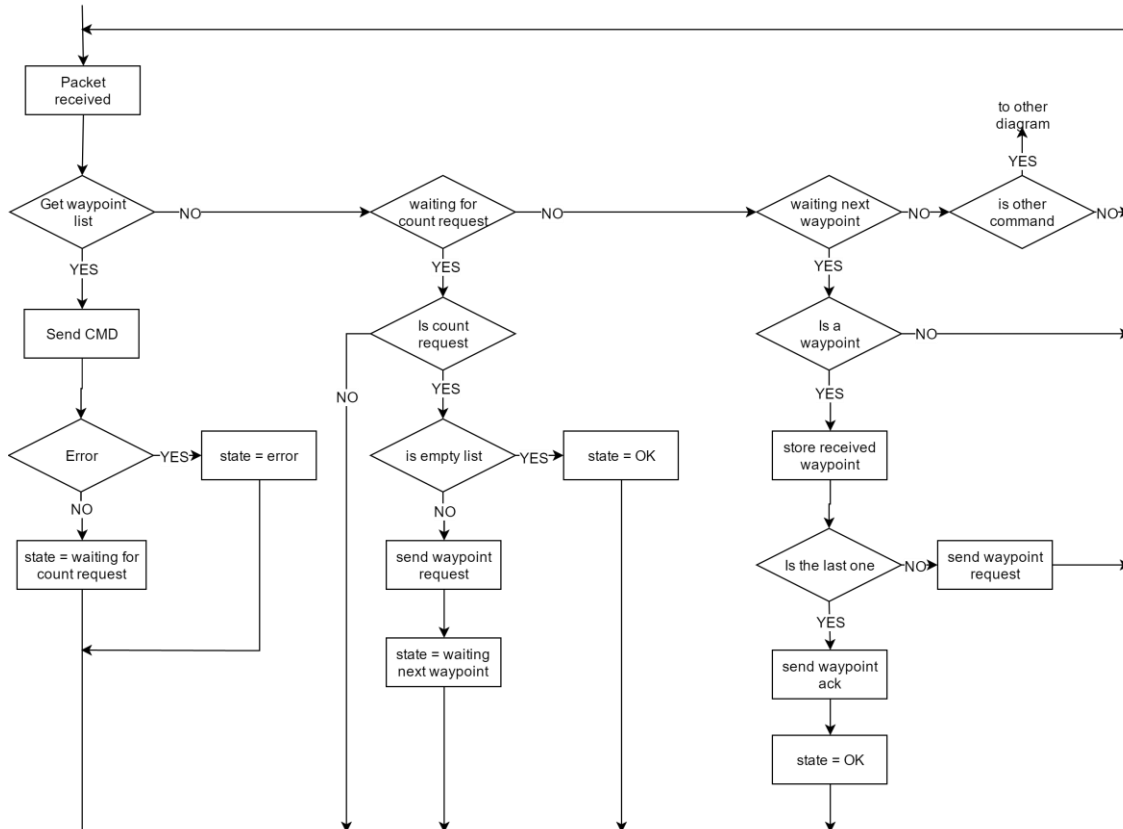 Packet
received
to other
diagram
YES
Get waypoint
list
NO
waiting for
count request
NO
waiting next
waypoint
NO
is other
command
NO
YES
YES
YES
Send CMD
Is count
request
Is a
waypoint
NO
NO
YES
YES
Error
YES
state = error
is empty list
YES
state = OK
store received
waypoint
NO
NO
state = waiting for
count request
send waypoint
request
Is the last one
NO
send waypoint
request
YES
state = waiting
next waypoint
send waypoint
ack
state = OK